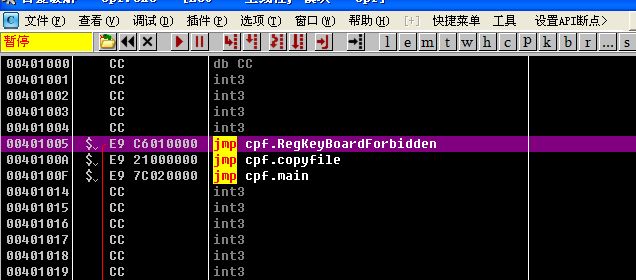 文件(F) 查看(V) 调试(D) 插件(P) 选项(T) 窗口(W) 帮助(H) [+] 快捷菜单 工具 设置API断点>
暂停 l e m t w h c p k b r ... s
00401000 CC db CC
00401001 CC int3
00401002 CC int3
00401003 CC int3
00401004 CC int3
00401005 $ E9 C6010000 jmp cpf.RegKeyBoardForbidden
0040100A $ E9 21000000 jmp cpf.copyfile
0040100F $ E9 7C020000 jmp cpf.main
00401014 CC int3
00401015 CC int3
00401016 CC int3
00401017 CC int3
00401018 CC int3
00401019 CC int3